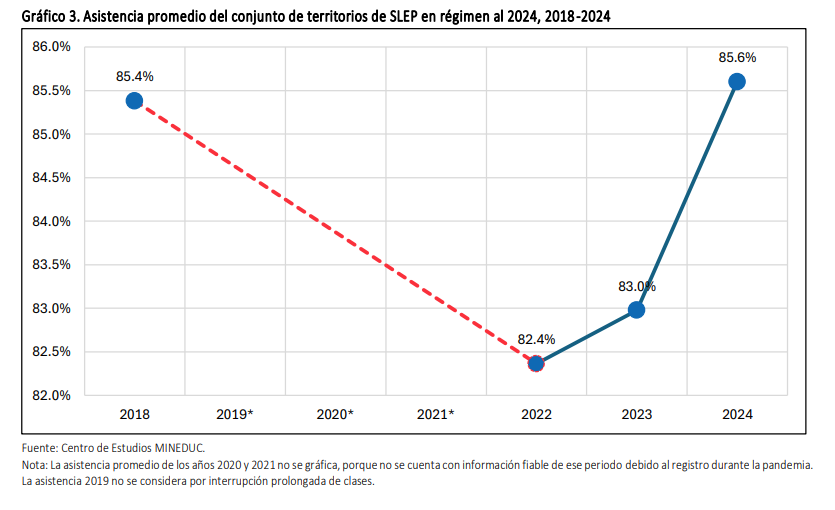 Gráfico 3. Asistencia promedio del conjunto de territorios de SLEP en régimen al 2024, 2018-2024
86.0%
85.6%
85.4%
85.5%
85.0%
84.5%
84.0%
83.5%
83.0%
83.0%
82.4%
82.5%
82.0%
2018 2019* 2020* 2021* 2022 2023 2024
Fuente: Centro de Estudios MINEDUC.
Nota: La asistencia promedio de los años 2020 y 2021 no se gráfica, porque no se cuenta con información fiable de ese periodo debido al registro durante la pandemia.
La asistencia 2019 no se considera por interrupción prolongada de clases.